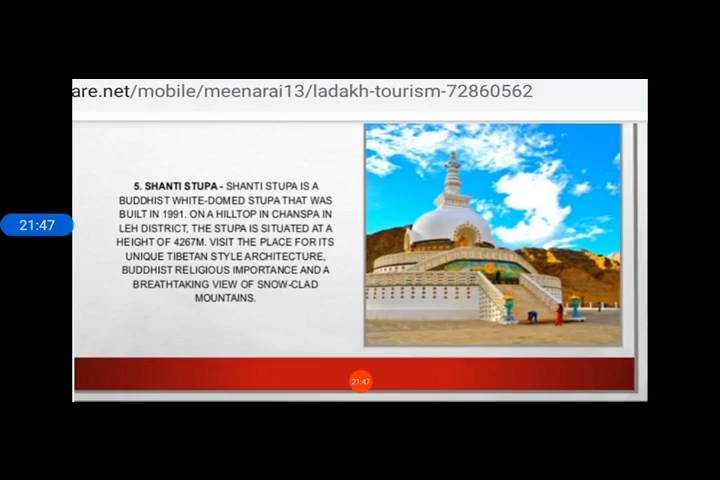 are.net/mobile/meenarai13/ladakh-tourism-72860562
5. SHANTI STUPA - SHANTI STUPA IS A
BUDDHIST WHITE-DOMED STUPA THAT WAS
BUILT IN 1991. ON A HILLTOP IN CHANSPA IN
LEH DISTRICT, THE STUPA IS SITUATED AT A
HEIGHT OF 4267M. VISIT THE PLACE FOR ITS
UNIQUE TIBETAN STYLE ARCHITECTURE,
BUDDHIST RELIGIOUS IMPORTANCE AND A
BREATHTAKING VIEW OF SNOW-CLAD
MOUNTAINS.
21:47
21:47